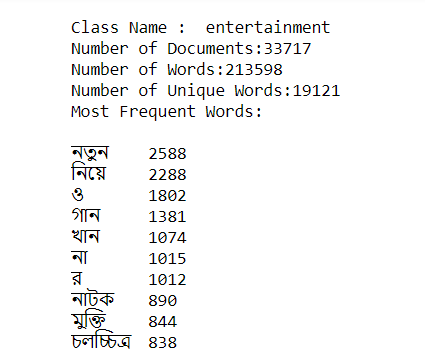 Class Name :  entertainment
Number of Documents:33717
Number of Words:213598
Number of Unique Words:19121
Most Frequent Words:
নতুন 2588
নিয়ে 2288
ও 1802
গান 1381
খান 1074
না 1015
র 1012
নাটক 890
মুক্তি 844
চলচ্চিত্র 838